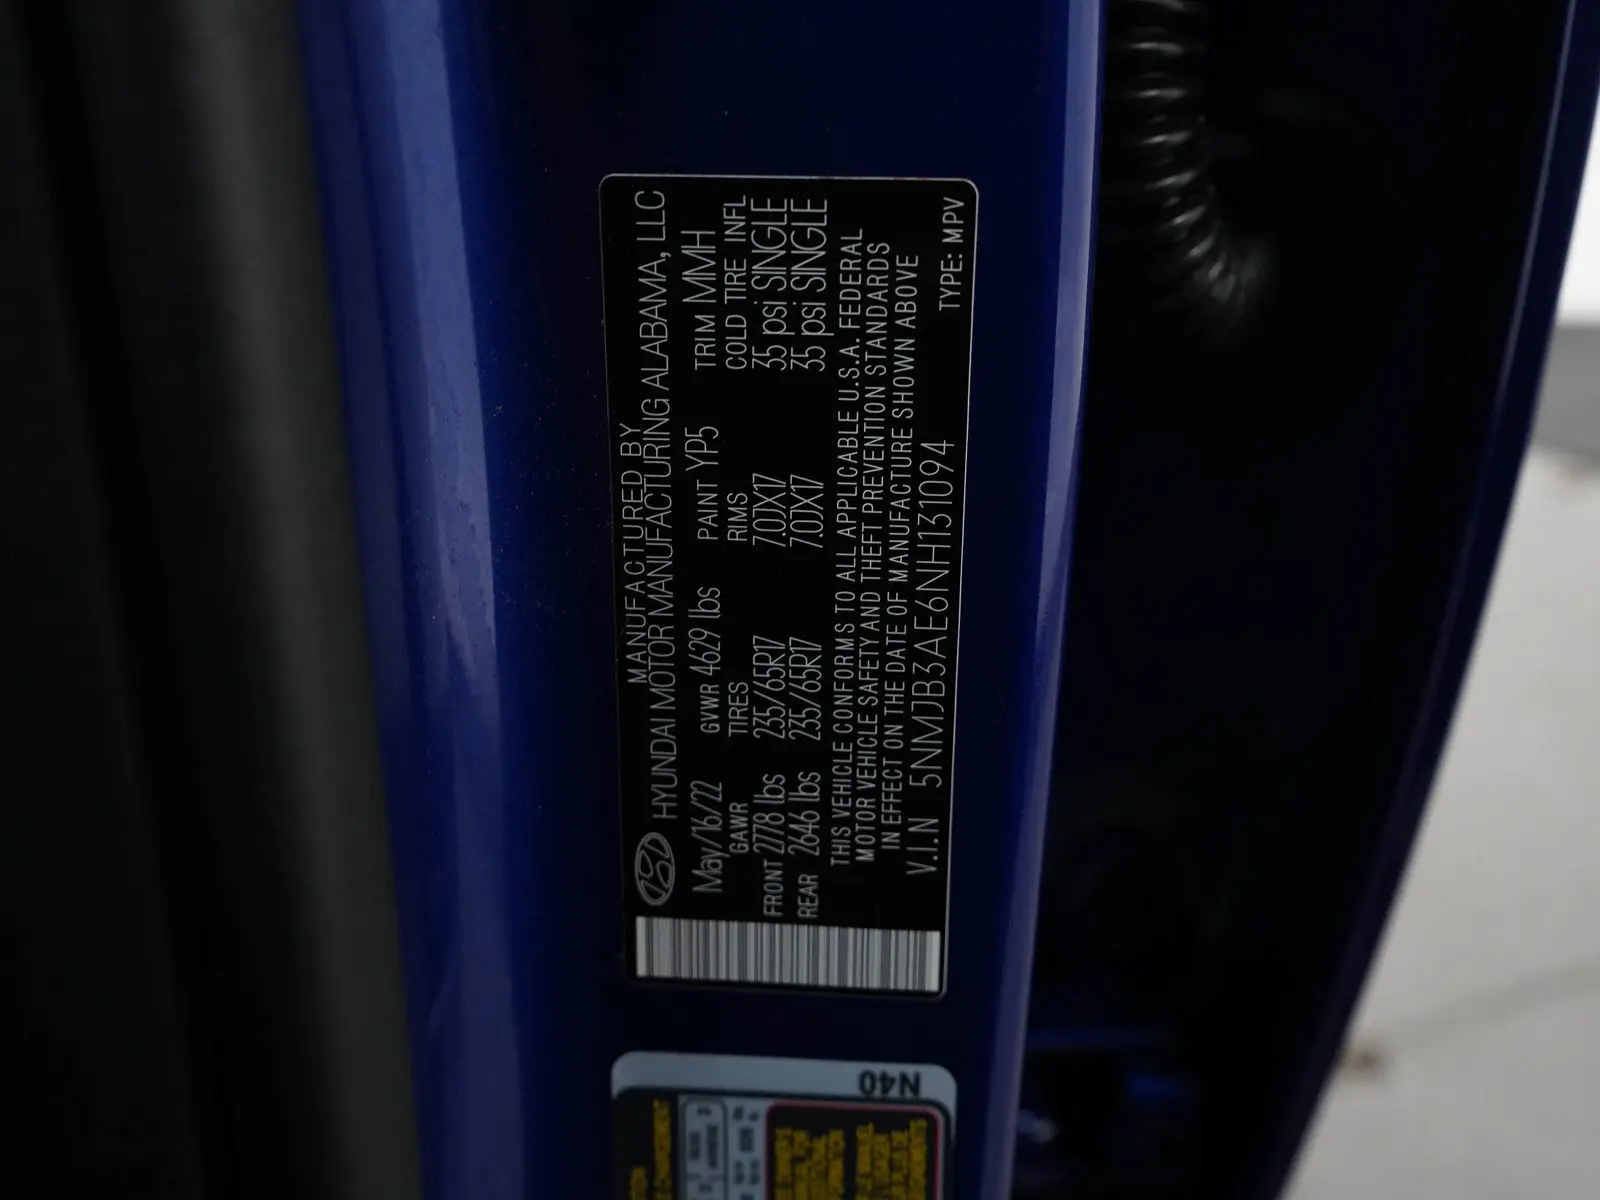 MANUFACTURED BY
HYUNDAI MOTOR MANUFACTURING ALABAMA, LLC
May/16/22 GVWR 4629 lbs PAINT YP5 TRIM MMH
GAWR TIRES RIMS COLD TIRE INFL
FRONT 2778 lbs 235/65R17 7.0JX17 35 psi SINGLE
REAR 2646 lbs 235/65R17 7.0JX17 35 psi SINGLE
THIS VEHICLE CONFORMS TO ALL APPLICABLE U.S.A. FEDERAL
MOTOR VEHICLE SAFETY AND THEFT PREVENTION STANDARDS
IN EFFECT ON THE DATE OF MANUFACTURE SHOWN ABOVE
V.I.N 5NMJB3AE6NH131094 TYPE: MPV
N40